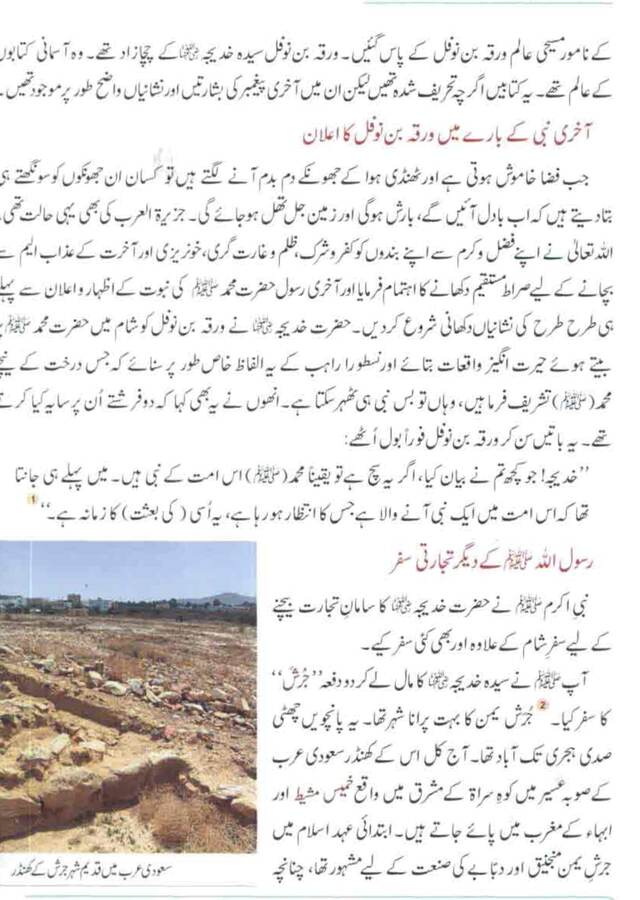 کے نامور مسیحی عالم ورقہ بن نوفل کے پاس گئیں۔ ورقہ بن نوفل سیدہ خدیجہ رضی اللہ عنہا کے چچا زاد تھے۔ وہ آسمانی کتابوں
کے عالم تھے۔ یہ کتابیں اگرچہ تحریف شدہ تھیں لیکن ان میں آخری پیغمبر کی بشارتیں اور نشانیاں واضح طور پر موجود تھیں۔
آخری نبی کے بارے میں ورقہ بن نوفل کا اعلان
جب فضا خاموش ہوتی ہے اور ٹھنڈی ہوا کے جھونکے دم بدم آنے لگتے ہیں تو کسان ان جھونکوں کو سونگھتے ہی
بتا دیتے ہیں کہ اب بادل آئیں گے، بارش ہوگی اور زمین جل تھل ہو جائے گی۔ جزیرۃ العرب کی بھی یہی حالت تھی۔
اللہ تعالیٰ نے اپنے فضل و کرم سے اپنے بندوں کو کفر و شرک، ظلم و غارت گری، خونریزی اور آخرت کے عذاب الیم سے
بچانے کے لیے صراط مستقیم دکھانے کا اہتمام فرمایا اور آخری رسول حضرت محمد ﷺ کی نبوت کے اظہار و اعلان سے پہلے
ہی طرح طرح کی نشانیاں دکھانی شروع کر دیں۔ حضرت خدیجہ رضی اللہ عنہا نے ورقہ بن نوفل کو شام میں حضرت محمد ﷺ پر
بیتے ہوئے حیرت انگیز واقعات بتائے اور نسطورا راہب کے یہ الفاظ خاص طور پر سنائے کہ جس درخت کے نیچے
محمد (ﷺ) تشریف فرما ہیں، وہاں تو بس نبی ہی ٹھہر سکتا ہے۔ انھوں نے یہ بھی کہا کہ دو فرشتے اُن پر سایہ کیا کرتے
تھے۔ یہ باتیں سن کر ورقہ بن نوفل فوراً بول اُٹھے:
’’خدیجہ! جو کچھ تم نے بیان کیا، اگر یہ سچ ہے تو یقیناً محمد (ﷺ) اس امت کے نبی ہیں۔ میں پہلے ہی جانتا
تھا کہ اس امت میں ایک نبی آنے والا ہے جس کا انتظار ہو رہا ہے، یہ اُسی (کی بعثت) کا زمانہ ہے۔‘‘ 1
رسول اللہ ﷺ کے دیگر تجارتی سفر
نبی اکرم ﷺ نے حضرت خدیجہ رضی اللہ عنہا کا سامانِ تجارت بیچنے
کے لیے سفر شام کے علاوہ اور بھی کئی سفر کیے۔
آپ ﷺ نے سیدہ خدیجہ رضی اللہ عنہا کا مال لے کر دو دفعہ ’’جُرَش‘‘
کا سفر کیا۔ 2 جُرَش یمن کا بہت پرانا شہر تھا۔ یہ پانچویں چھٹی
صدی ہجری تک آباد تھا۔ آج کل اس کے کھنڈر سعودی عرب
کے صوبہ عسیر میں کوہِ سراۃ کے مشرق میں واقع خمیس مشیط اور
ابہاء کے مغرب میں پائے جاتے ہیں۔ ابتدائی عہد اسلام میں
جرشِ یمن منجنیق اور دبّابے کی صنعت کے لیے مشہور تھا، چنانچہ
سعودی عرب میں قدیم شہر جرش کے کھنڈر